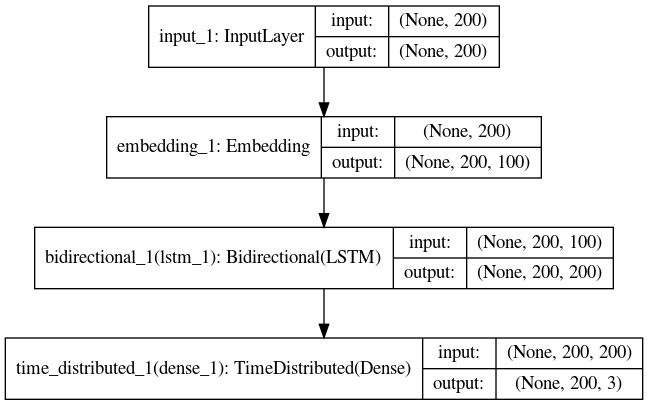 input_1: InputLayer
input: (None, 200)
output: (None, 200)
embedding_1: Embedding
input: (None, 200)
output: (None, 200, 100)
bidirectional_1(lstm_1): Bidirectional(LSTM)
input: (None, 200, 100)
output: (None, 200, 200)
time_distributed_1(dense_1): TimeDistributed(Dense)
input: (None, 200, 200)
output: (None, 200, 3)